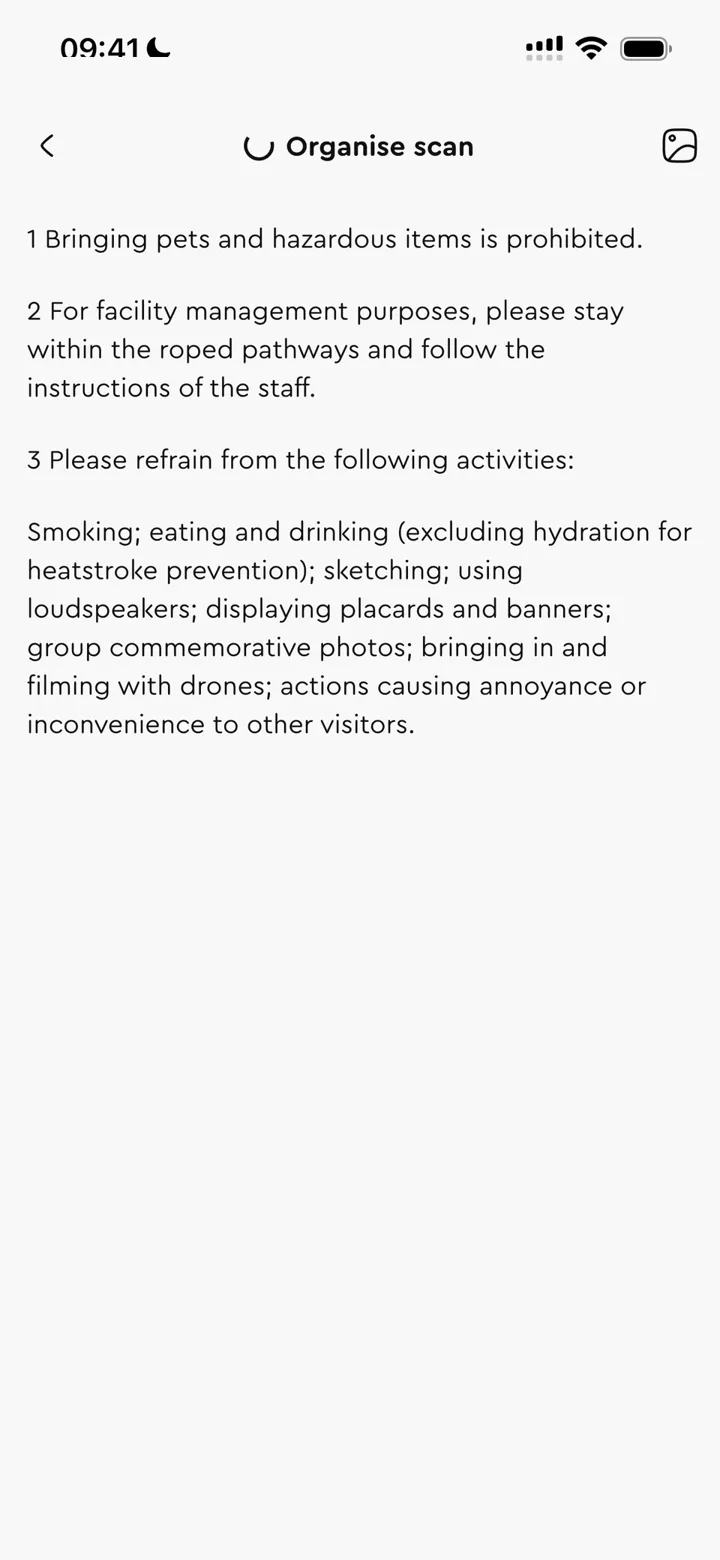 09:41
Organise scan
1 Bringing pets and hazardous items is prohibited.
2 For facility management purposes, please stay
within the roped pathways and follow the
instructions of the staff.
3 Please refrain from the following activities:
Smoking; eating and drinking (excluding hydration for
heatstroke prevention); sketching; using
loudspeakers; displaying placards and banners;
group commemorative photos; bringing in and
filming with drones; actions causing annoyance or
inconvenience to other visitors.